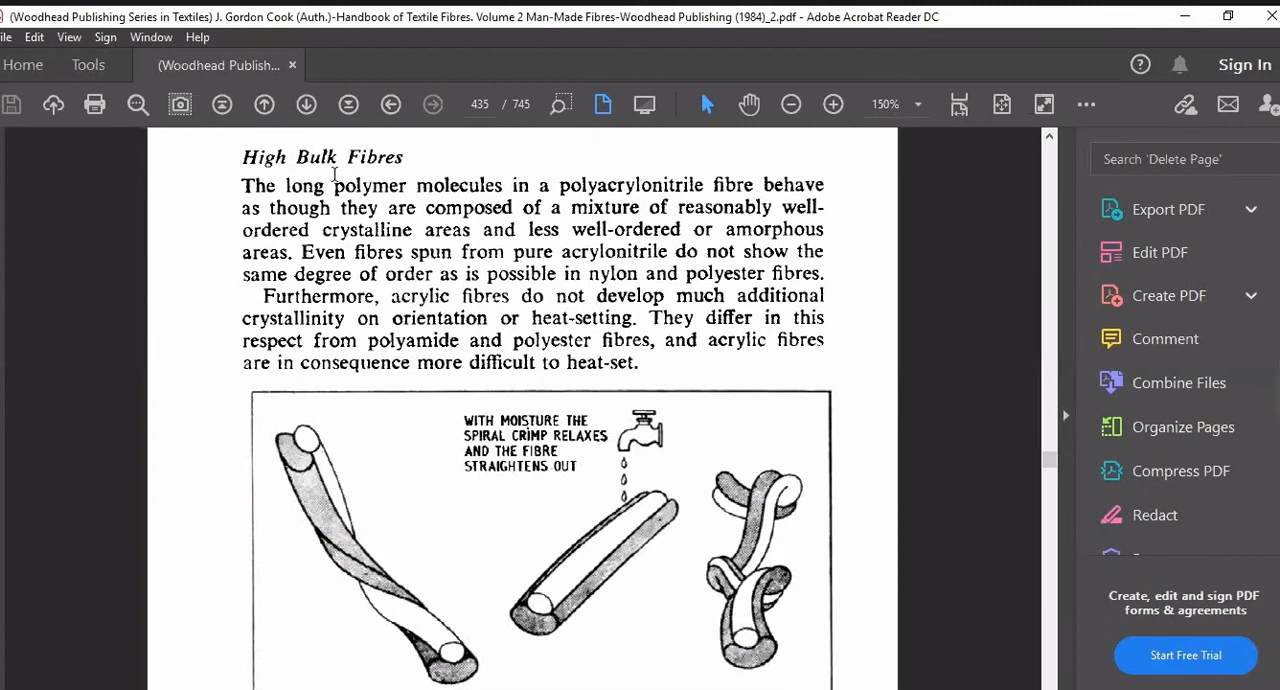 (Woodhead Publishing Series in Textiles) J. Gordon Cook (Auth.)-Handbook of Textile Fibres. Volume 2 Man-Made Fibres-Woodhead Publishing (1984)_2.pdf - Adobe Acrobat Reader DC
ile Edit View Sign Window Help
Home Tools (Woodhead Publish... × Sign In
435 / 745 150%
High Bulk Fibres
The long polymer molecules in a polyacrylonitrile fibre behave
as though they are composed of a mixture of reasonably well-
ordered crystalline areas and less well-ordered or amorphous
areas. Even fibres spun from pure acrylonitrile do not show the
same degree of order as is possible in nylon and polyester fibres.
Furthermore, acrylic fibres do not develop much additional
crystallinity on orientation or heat-setting. They differ in this
respect from polyamide and polyester fibres, and acrylic fibres
are in consequence more difficult to heat-set.
WITH MOISTURE THE
SPIRAL CRIMP RELAXES
AND THE FIBRE
STRAIGHTENS OUT
Search 'Delete Page'
Export PDF
Edit PDF
Create PDF
Comment
Combine Files
Organize Pages
Compress PDF
Redact
Create, edit and sign PDF
forms & agreements
Start Free Trial